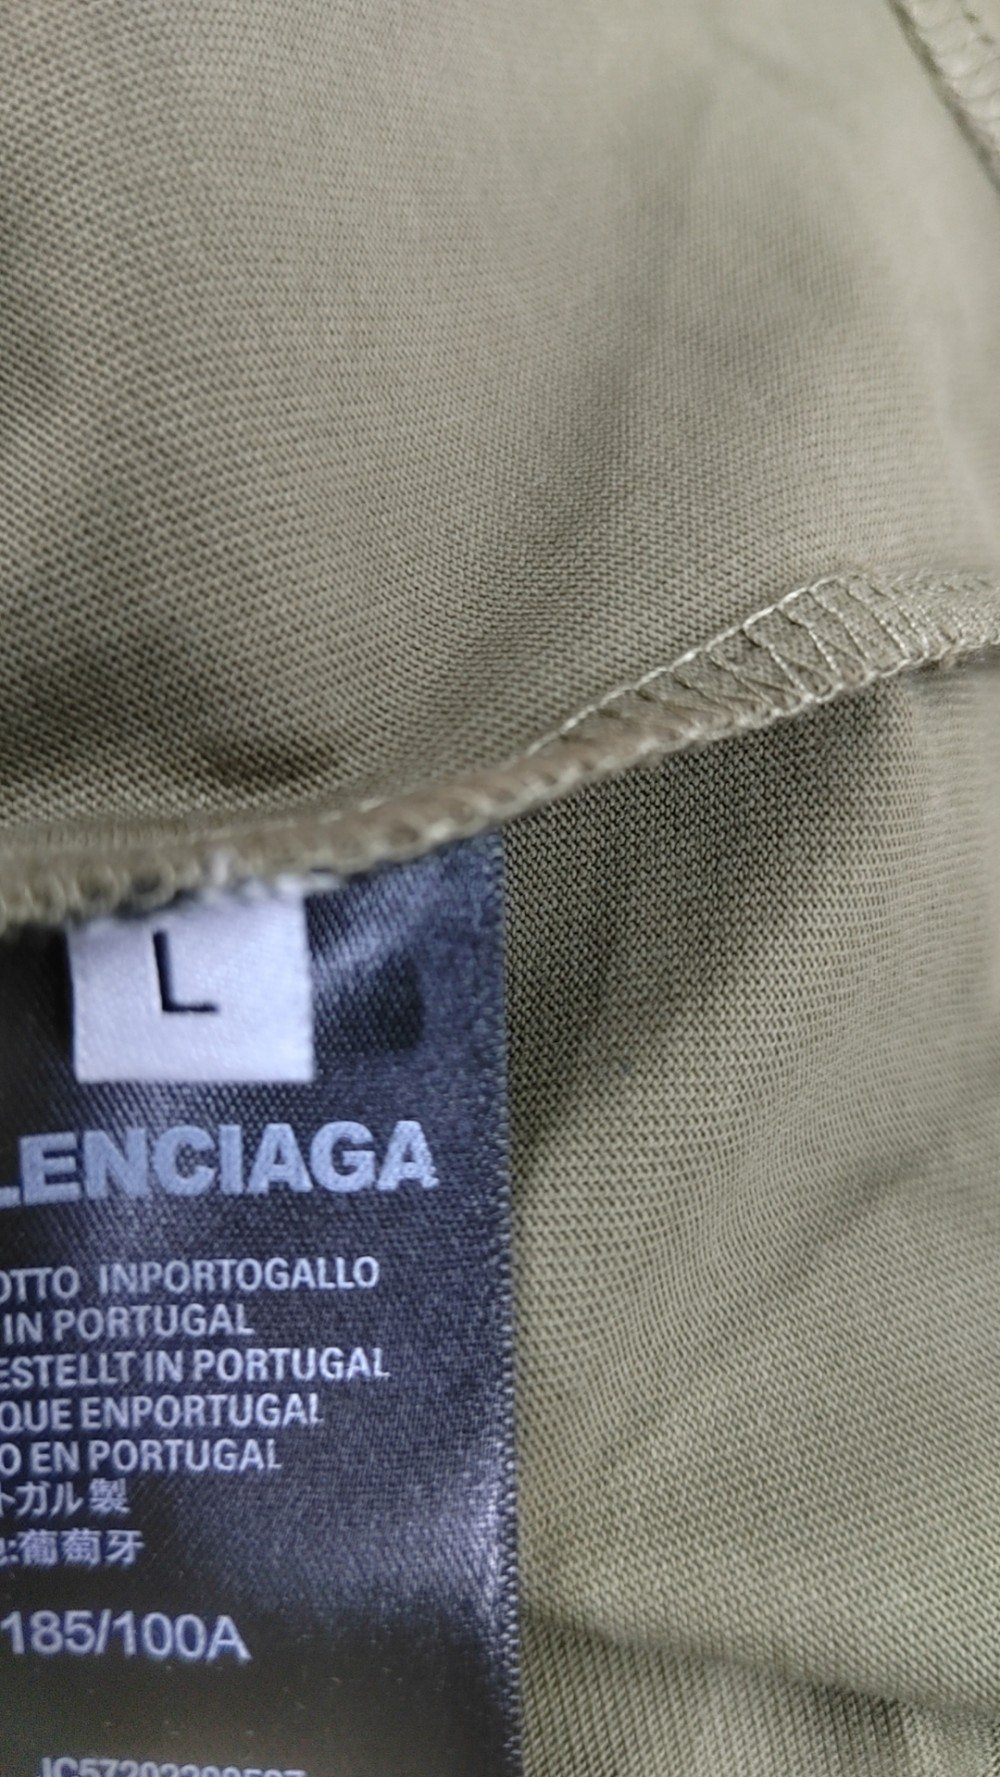 L
LENCIAGA
OTTO INPORTOGALLO
IN PORTUGAL
ESTELLT IN PORTUGAL
QUE ENPORTUGAL
O EN PORTUGAL
トガル製
:葡萄牙
185/100A